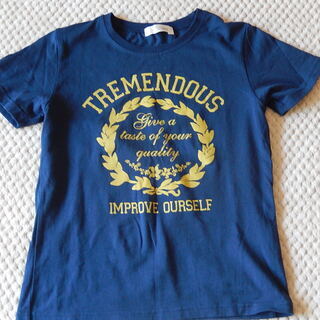 TREMENDOUS
Give a
taste of your
quality
IMPROVE OURSELF